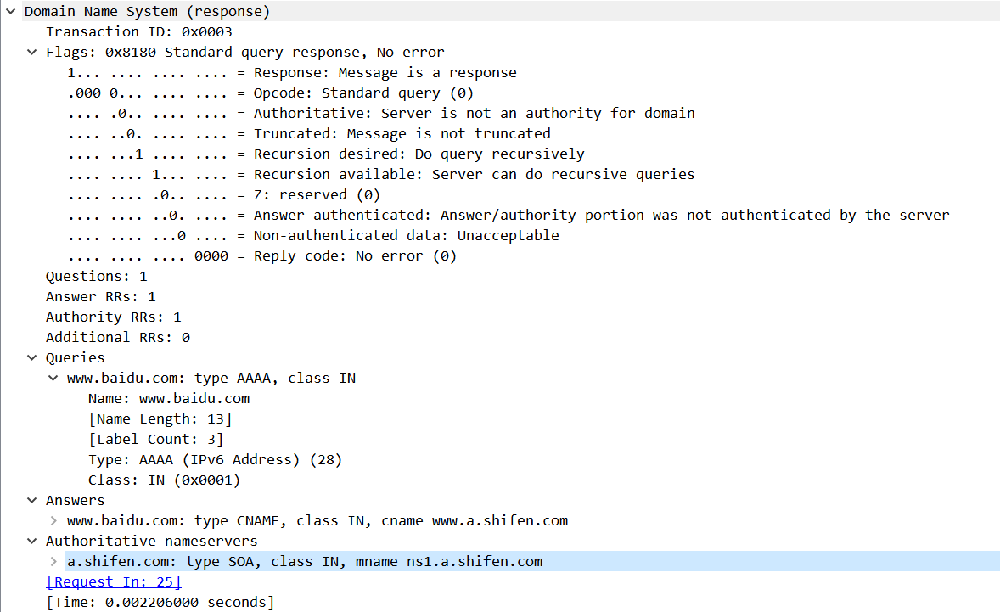 Domain Name System (response)
Transaction ID: 0x0003
Flags: 0x8180 Standard query response, No error
1... .... .... .... = Response: Message is a response
.000 0... .... .... = Opcode: Standard query (0)
.... .0.. .... .... = Authoritative: Server is not an authority for domain
.... ..0. .... .... = Truncated: Message is not truncated
.... ...1 .... .... = Recursion desired: Do query recursively
.... .... 1... .... = Recursion available: Server can do recursive queries
.... .... .0.. .... = Z: reserved (0)
.... .... ..0. .... = Answer authenticated: Answer/authority portion was not authenticated by the server
.... .... ...0 .... = Non-authenticated data: Unacceptable
.... .... .... 0000 = Reply code: No error (0)
Questions: 1
Answer RRs: 1
Authority RRs: 1
Additional RRs: 0
Queries
www.baidu.com: type AAAA, class IN
Name: www.baidu.com
[Name Length: 13]
[Label Count: 3]
Type: AAAA (IPv6 Address) (28)
Class: IN (0x0001)
Answers
www.baidu.com: type CNAME, class IN, cname www.a.shifen.com
Authoritative nameservers
a.shifen.com: type SOA, class IN, mname ns1.a.shifen.com
[Request In: 25]
[Time: 0.002206000 seconds]